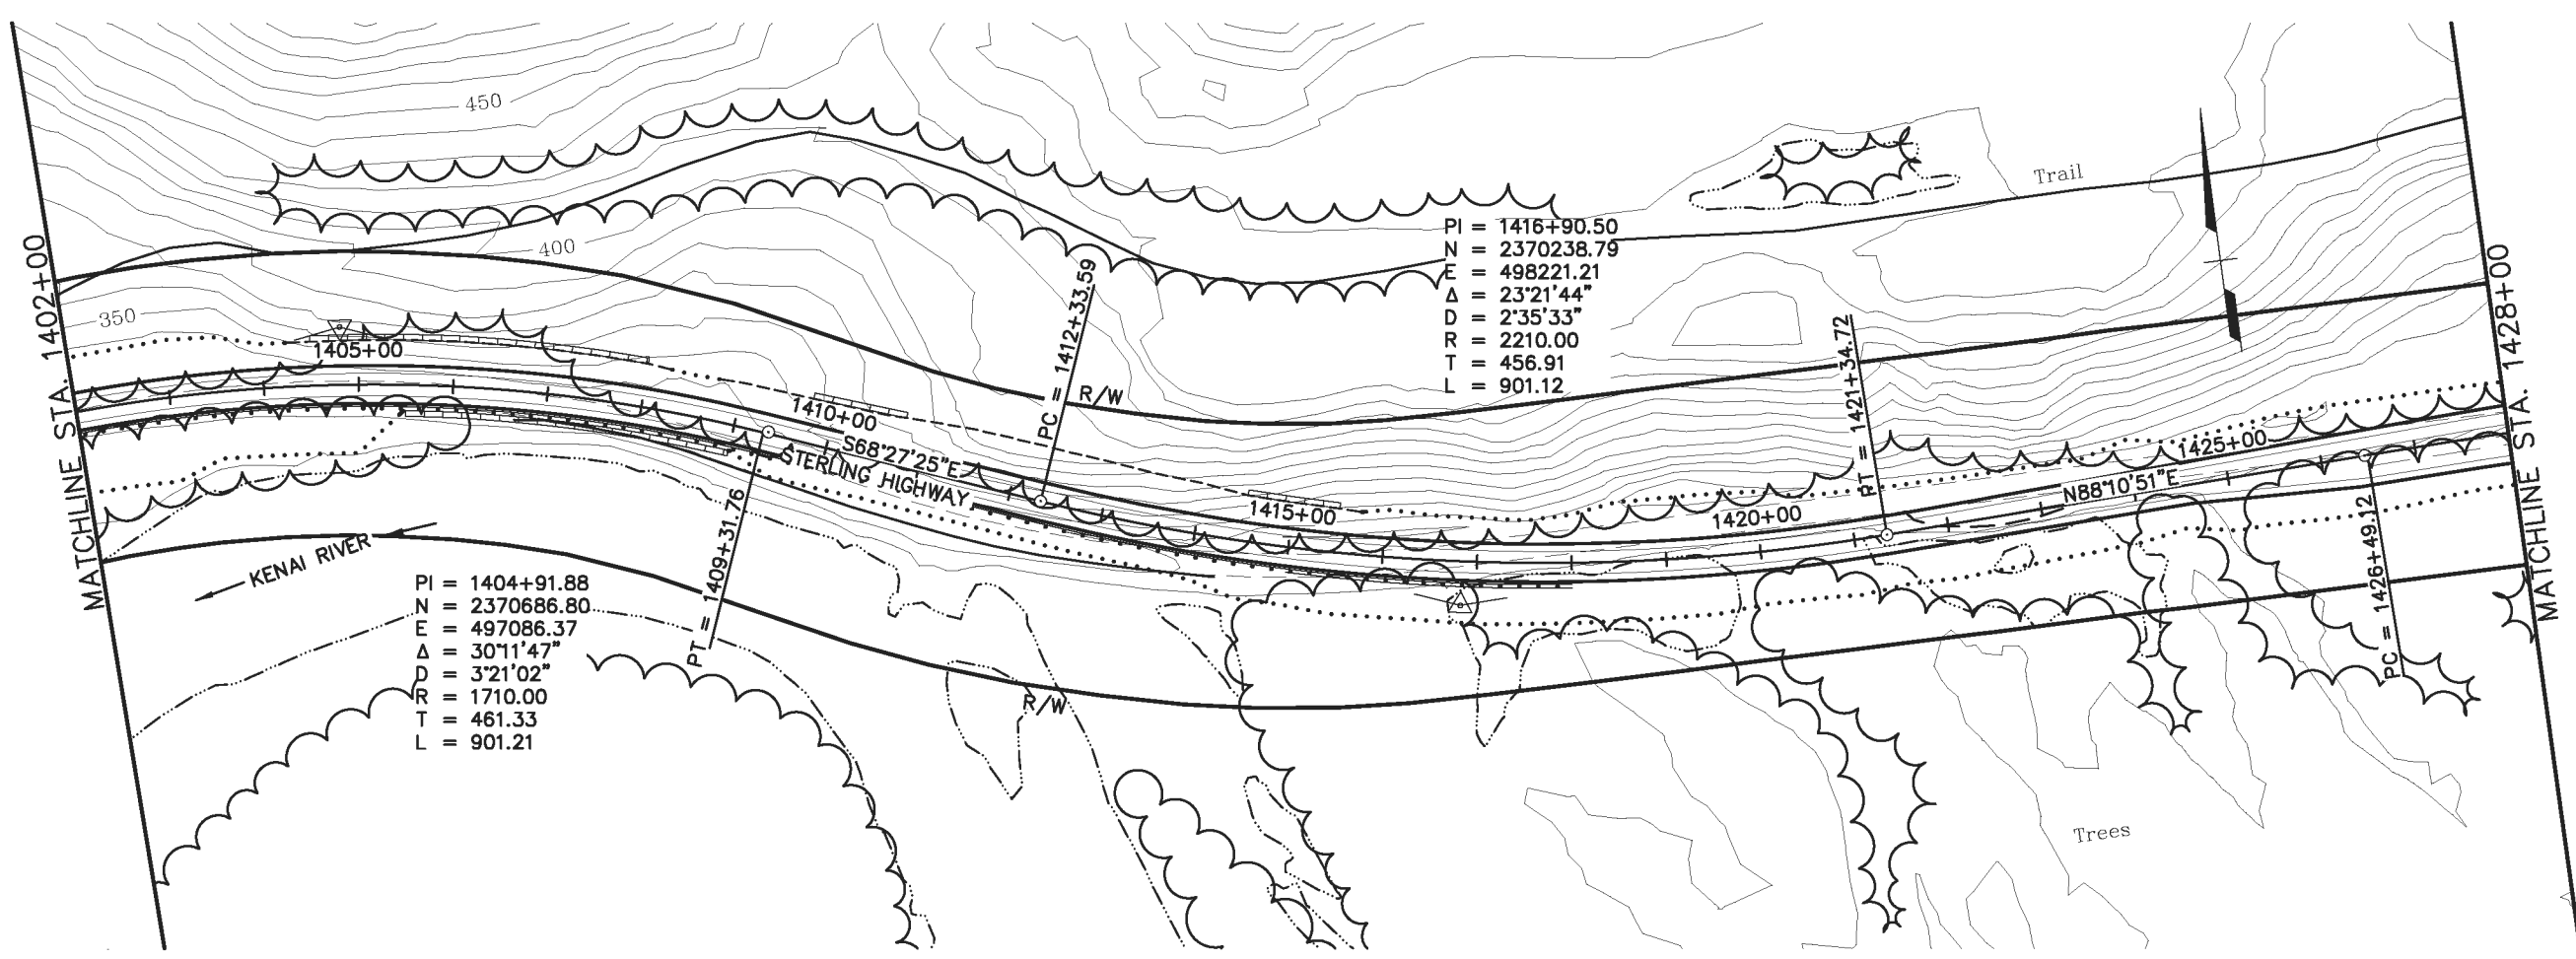 450
Trail
400
350
MATCHLINE STA. 1402+00
PI = 1416+90.50
N = 2370238.79
E = 498221.21
Δ = 23°21'44"
D = 2°35'33"
R = 2210.00
T = 456.91
L = 901.12
1405+00
1410+00
PC = 1412+33.59
R/W
S68°27'25"E
STERLING HIGHWAY
1415+00
1420+00
PT = 1421+34.72
1425+00
N88°10'51"E
MATCHLINE STA. 1428+00
KENAI RIVER
PI = 1404+91.88
N = 2370686.80
E = 497086.37
Δ = 30°11'47"
D = 3°21'02"
R = 1710.00
T = 461.33
L = 901.21
PT = 1409+31.76
R/W
PC = 1426+49.12
Trees